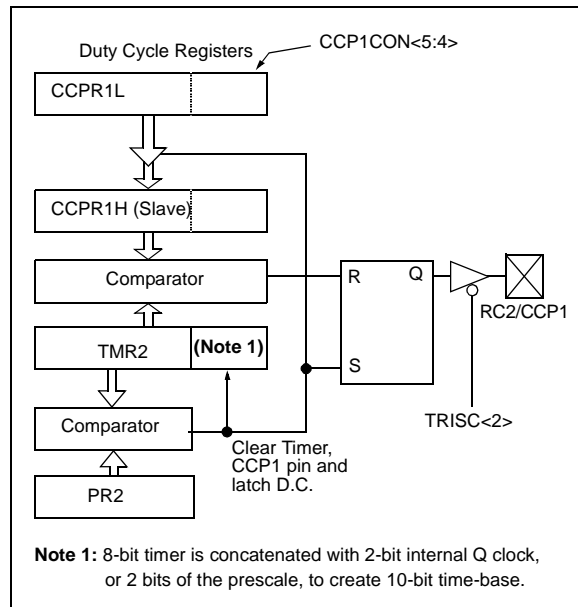 Duty Cycle Registers
CCP1CON<5:4>
CCPR1L
CCPR1H (Slave)
Comparator
R
Q
RC2/CCP1
TMR2
(Note 1)
S
TRISC<2>
Comparator
Clear Timer,
CCP1 pin and
latch D.C.
PR2
Note 1: 8-bit timer is concatenated with 2-bit internal Q clock,
or 2 bits of the prescale, to create 10-bit time-base.